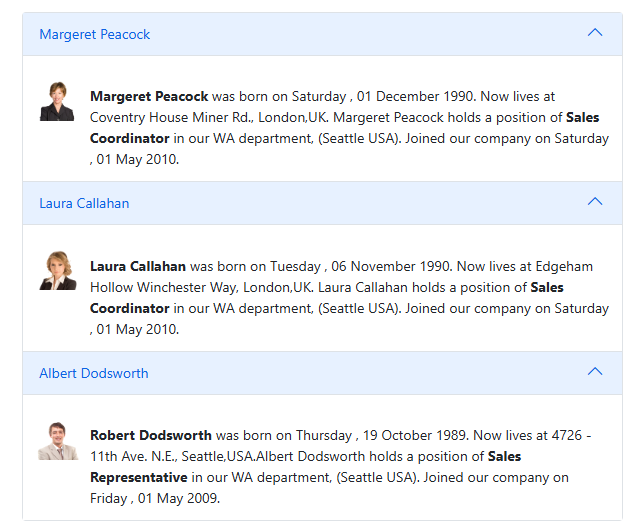 Margeret Peacock
Margeret Peacock was born on Saturday , 01 December 1990. Now lives at
Coventry House Miner Rd., London,UK. Margeret Peacock holds a position of Sales
Coordinator in our WA department, (Seattle USA). Joined our company on Saturday
, 01 May 2010.
Laura Callahan
Laura Callahan was born on Tuesday , 06 November 1990. Now lives at Edgeham
Hollow Winchester Way, London,UK. Laura Callahan holds a position of Sales
Coordinator in our WA department, (Seattle USA). Joined our company on Saturday
, 01 May 2010.
Albert Dodsworth
Robert Dodsworth was born on Thursday , 19 October 1989. Now lives at 4726 -
11th Ave. N.E., Seattle,USA.Albert Dodsworth holds a position of Sales
Representative in our WA department, (Seattle USA). Joined our company on
Friday , 01 May 2009.